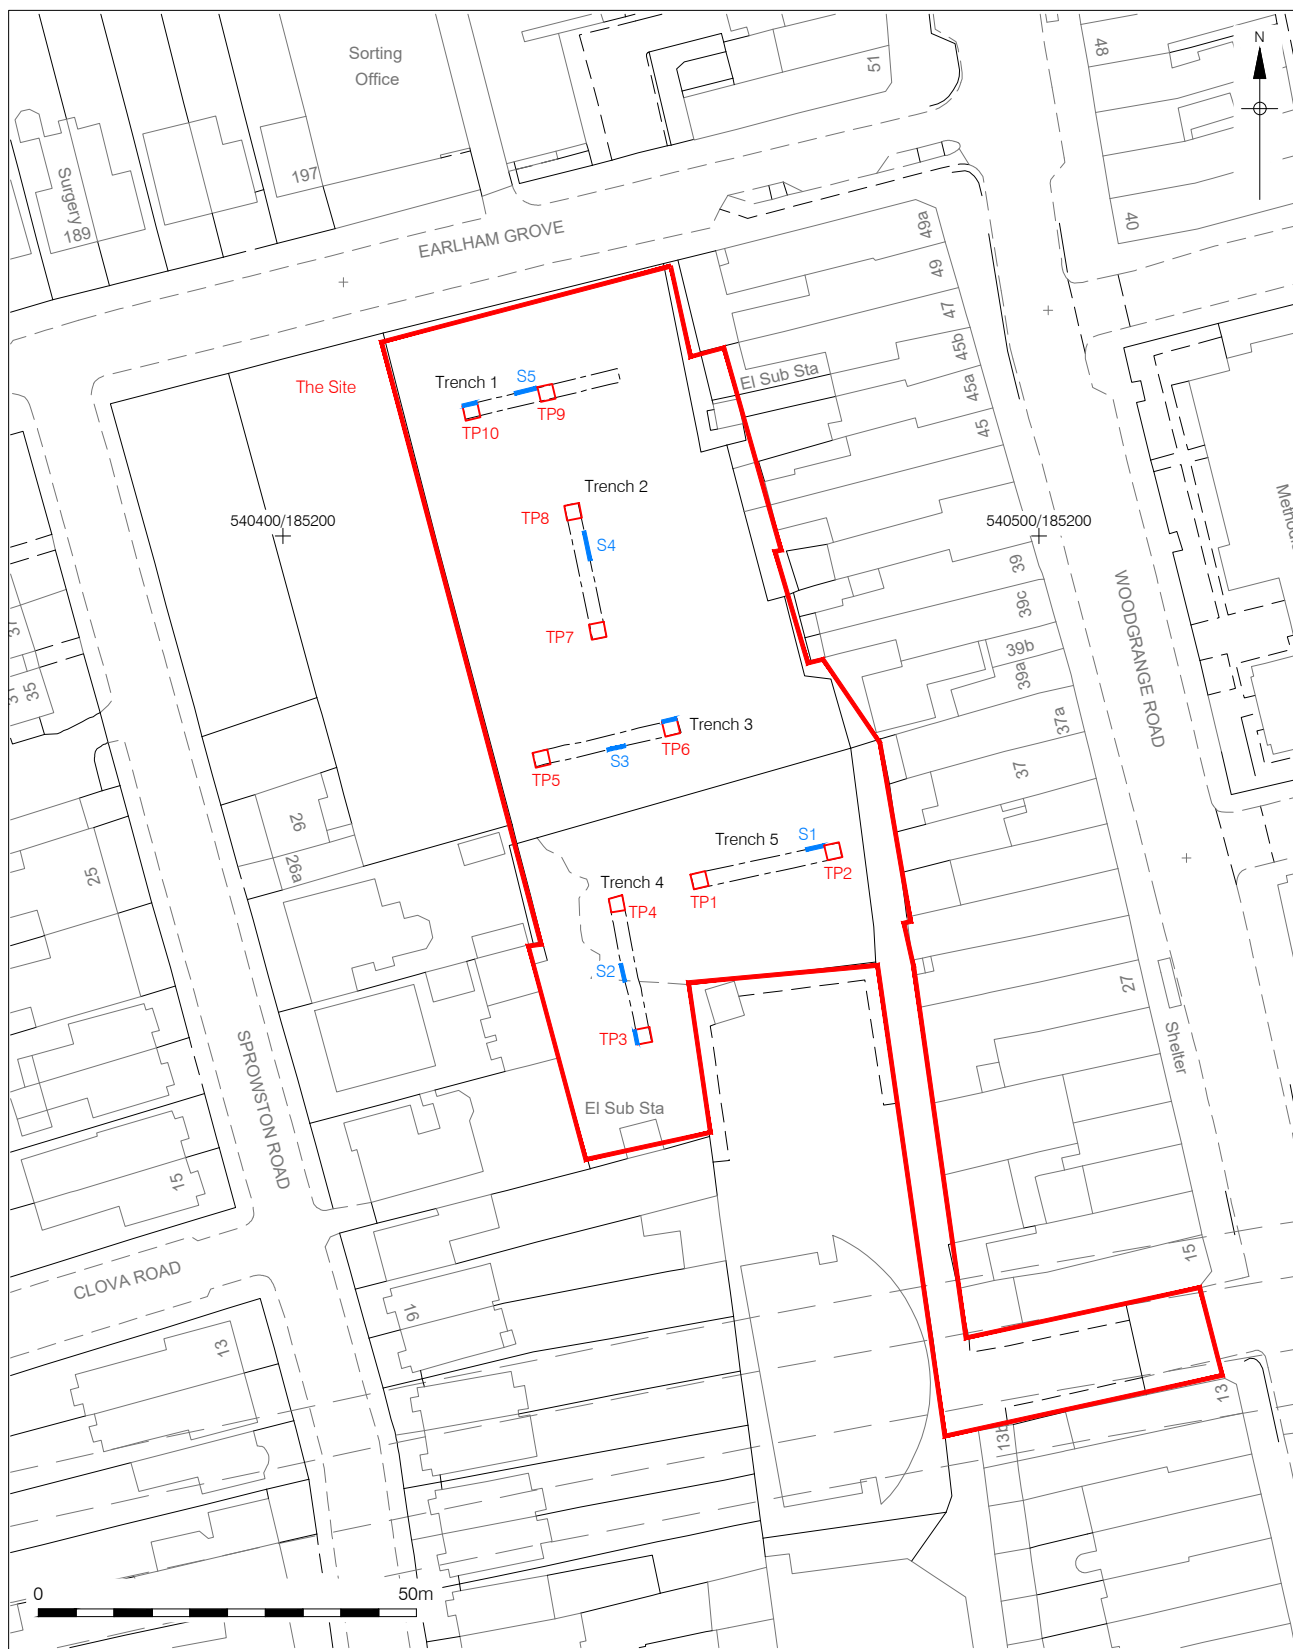 Sorting
Office
51
48
N
Surgery
189
197
40
EARLHAM GROVE
49a
49
47
45b
45a
45
El Sub Sta
The Site
Trench 1
S5
TP10
TP9
Trench 2
TP8
S4
TP7
540400/185200
540500/185200
39
39c
39b
39a
37a
37
WOODGRANGE ROAD
37
35
31
Trench 3
TP6
S3
TP5
26
26a
25
Trench 5
S1
TP2
TP1
Trench 4
TP4
S2
TP3
27
Shelter
El Sub Sta
SPROWSTON ROAD
15
CLOVA ROAD
13
16
15
13
0
50m